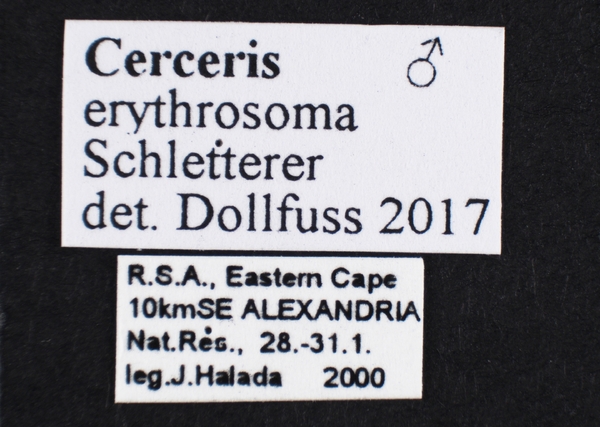 Cerceris ♂
erythrosoma
Schletterer
det. Dollfuss 2017
R.S.A., Eastern Cape
10kmSE ALEXANDRIA
Nat.Res., 28.-31.1.
leg.J.Halada 2000